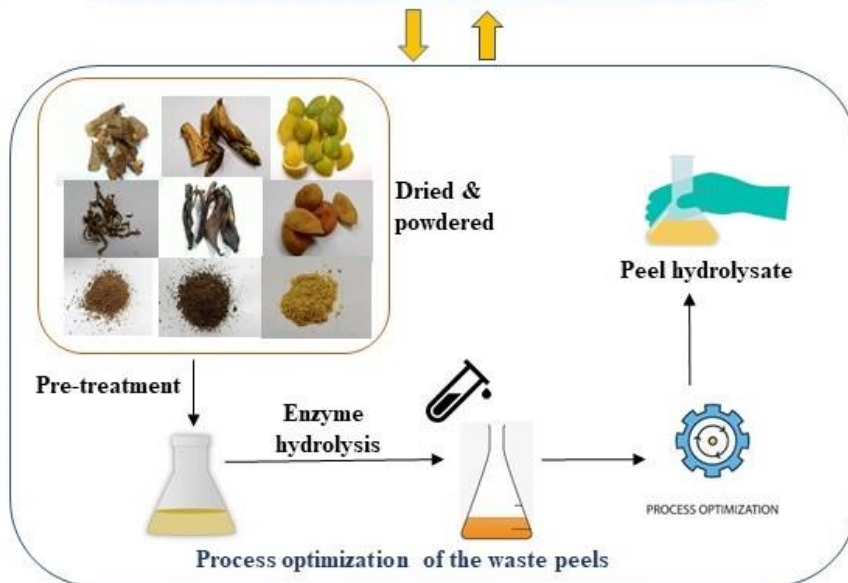 Dried &
powdered
Peel hydrolysate
Pre-treatment
Enzyme
hydrolysis
PROCESS OPTIMIZATION
Process optimization of the waste peels